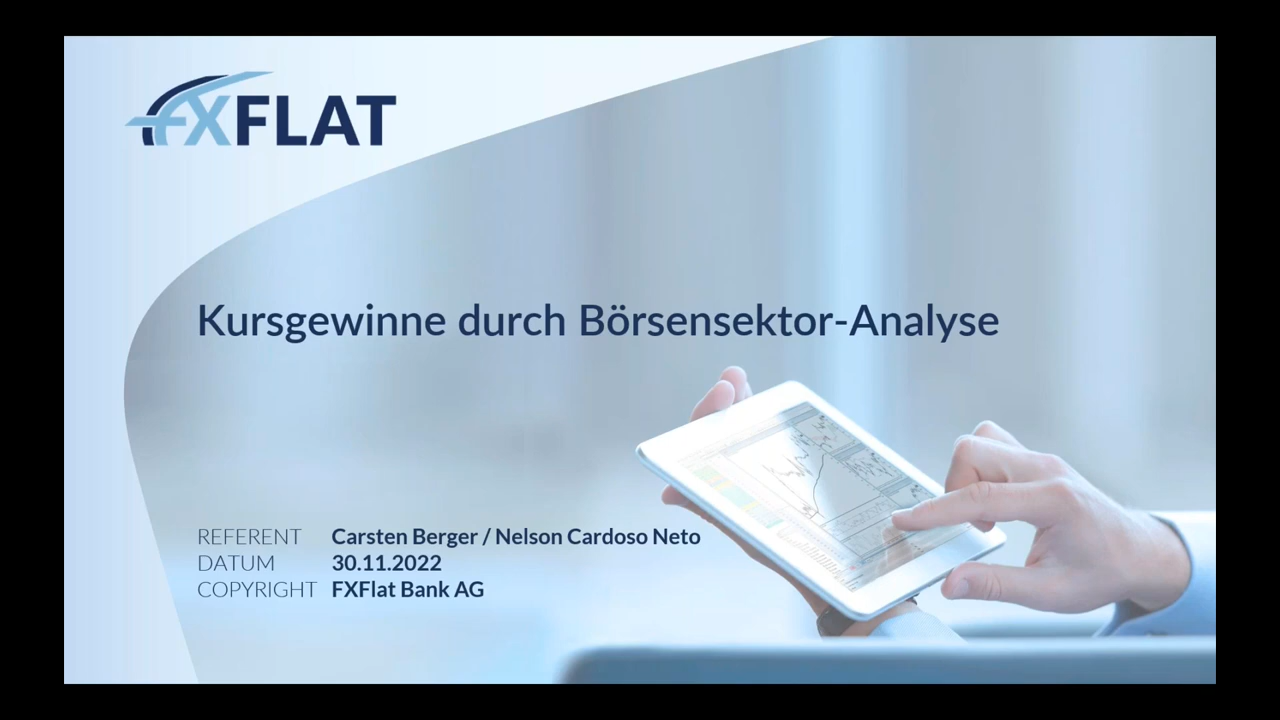 FXFLAT
Kursgewinne durch Börsensektor-Analyse
REFERENT Carsten Berger / Nelson Cardoso Neto
DATUM 30.11.2022
COPYRIGHT FXFlat Bank AG